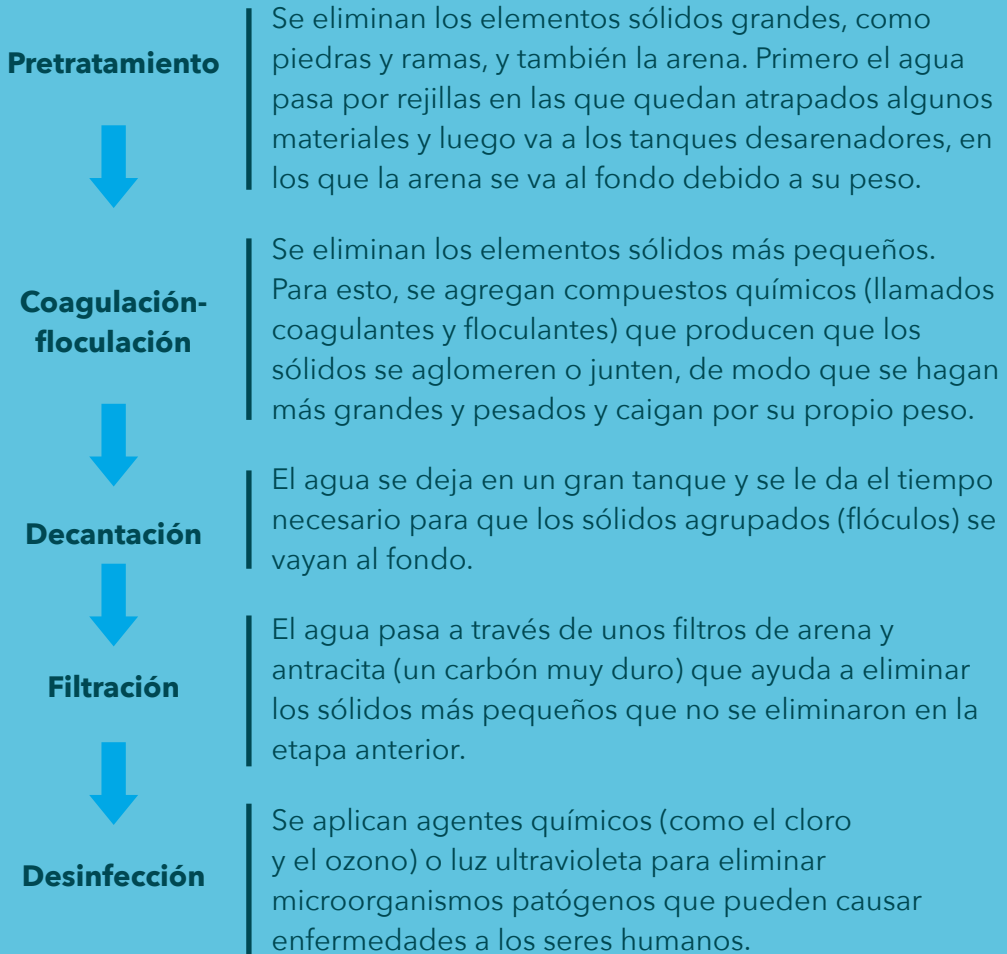 Pretratamiento
Se eliminan los elementos sólidos grandes, como
piedras y ramas, y también la arena. Primero el agua
pasa por rejillas en las que quedan atrapados algunos
materiales y luego va a los tanques desarenadores, en
los que la arena se va al fondo debido a su peso.
Coagulación-
floculación
Se eliminan los elementos sólidos más pequeños.
Para esto, se agregan compuestos químicos (llamados
coagulantes y floculantes) que producen que los
sólidos se aglomeren o junten, de modo que se hagan
más grandes y pesados y caigan por su propio peso.
Decantación
El agua se deja en un gran tanque y se le da el tiempo
necesario para que los sólidos agrupados (flóculos) se
vayan al fondo.
Filtración
El agua pasa a través de unos filtros de arena y
antracita (un carbón muy duro) que ayuda a eliminar
los sólidos más pequeños que no se eliminaron en la
etapa anterior.
Desinfección
Se aplican agentes químicos (como el cloro
y el ozono) o luz ultravioleta para eliminar
microorganismos patógenos que pueden causar
enfermedades a los seres humanos.